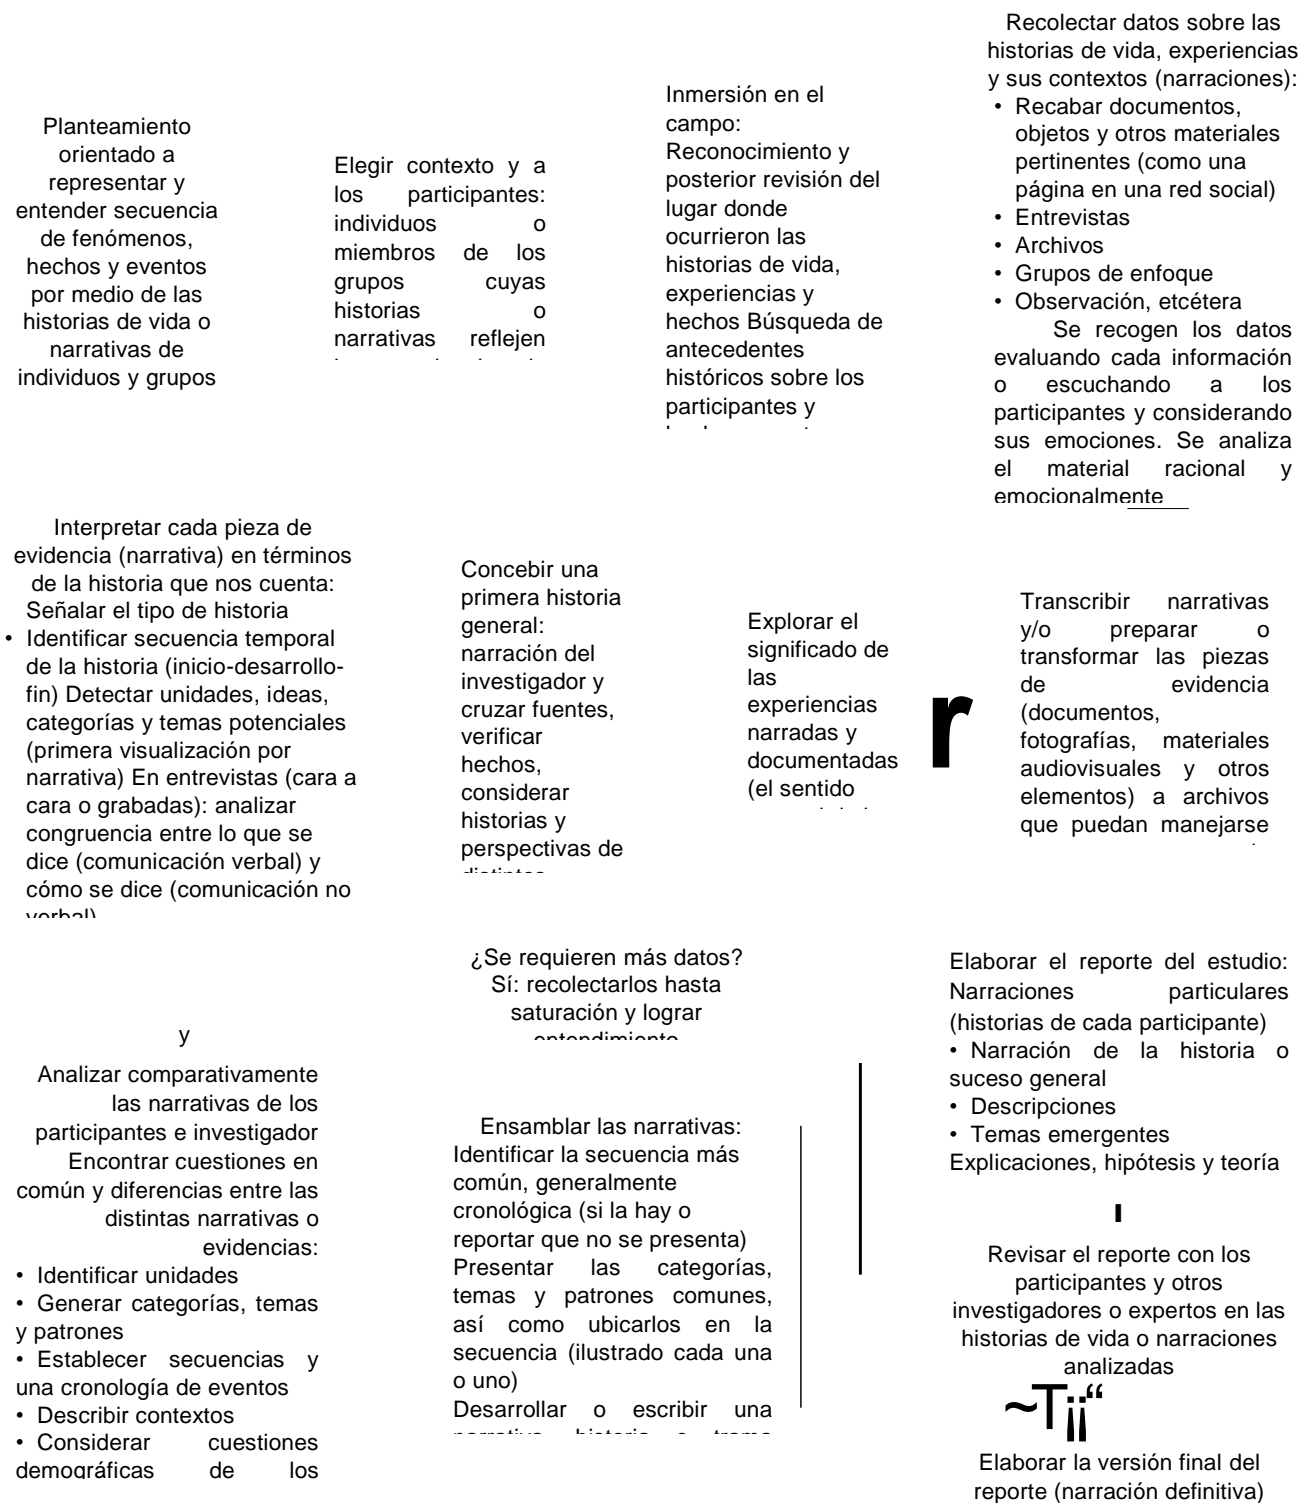 Planteamiento
orientado a
representar y
entender secuencia
de fenómenos,
hechos y eventos
por medio de las
historias de vida o
narrativas de
individuos y grupos
Elegir contexto y a
los participantes:
individuos o
miembros de los
grupos cuyas
historias o
narrativas reflejen
Inmersión en el
campo:
Reconocimiento y
posterior revisión del
lugar donde
ocurrieron las
historias de vida,
experiencias y
hechos Búsqueda de
antecedentes
históricos sobre los
participantes y
Recolectar datos sobre las
historias de vida, experiencias
y sus contextos (narraciones):
• Recabar documentos,
objetos y otros materiales
pertinentes (como una
página en una red social)
• Entrevistas
• Archivos
• Grupos de enfoque
• Observación, etcétera
Se recogen los datos
evaluando cada información
o escuchando a los
participantes y considerando
sus emociones. Se analiza
el material racional y
emocionalmente
Interpretar cada pieza de
evidencia (narrativa) en términos
de la historia que nos cuenta:
Señalar el tipo de historia
• Identificar secuencia temporal
de la historia (inicio-desarrollo-
fin) Detectar unidades, ideas,
categorías y temas potenciales
(primera visualización por
narrativa) En entrevistas (cara a
cara o grabadas): analizar
congruencia entre lo que se
dice (comunicación verbal) y
cómo se dice (comunicación no
verbal)
Concebir una
primera historia
general:
narración del
investigador y
cruzar fuentes,
verificar
hechos,
considerar
historias y
perspectivas de
distintos
Explorar el
significado de
las
experiencias
narradas y
documentadas
(el sentido
r
Transcribir narrativas
y/o preparar o
transformar las piezas
de evidencia
(documentos,
fotografías, materiales
audiovisuales y otros
elementos) a archivos
que puedan manejarse
y
Analizar comparativamente
las narrativas de los
participantes e investigador
Encontrar cuestiones en
común y diferencias entre las
distintas narrativas o
evidencias:
• Identificar unidades
• Generar categorías, temas
y patrones
• Establecer secuencias y
una cronología de eventos
• Describir contextos
• Considerar cuestiones
demográficas de los
¿Se requieren más datos?
Sí: recolectarlos hasta
saturación y lograr
entendimiento
Ensamblar las narrativas:
Identificar la secuencia más
común, generalmente
cronológica (si la hay o
reportar que no se presenta)
Presentar las categorías,
temas y patrones comunes,
así como ubicarlos en la
secuencia (ilustrado cada una
o uno)
Desarrollar o escribir una
narrativa, historia o trama
Elaborar el reporte del estudio:
Narraciones particulares
(historias de cada participante)
• Narración de la historia o
suceso general
• Descripciones
• Temas emergentes
Explicaciones, hipótesis y teoría
Revisar el reporte con los
participantes y otros
investigadores o expertos en las
historias de vida o narraciones
analizadas
~T¡¡“
Elaborar la versión final del
reporte (narración definitiva)